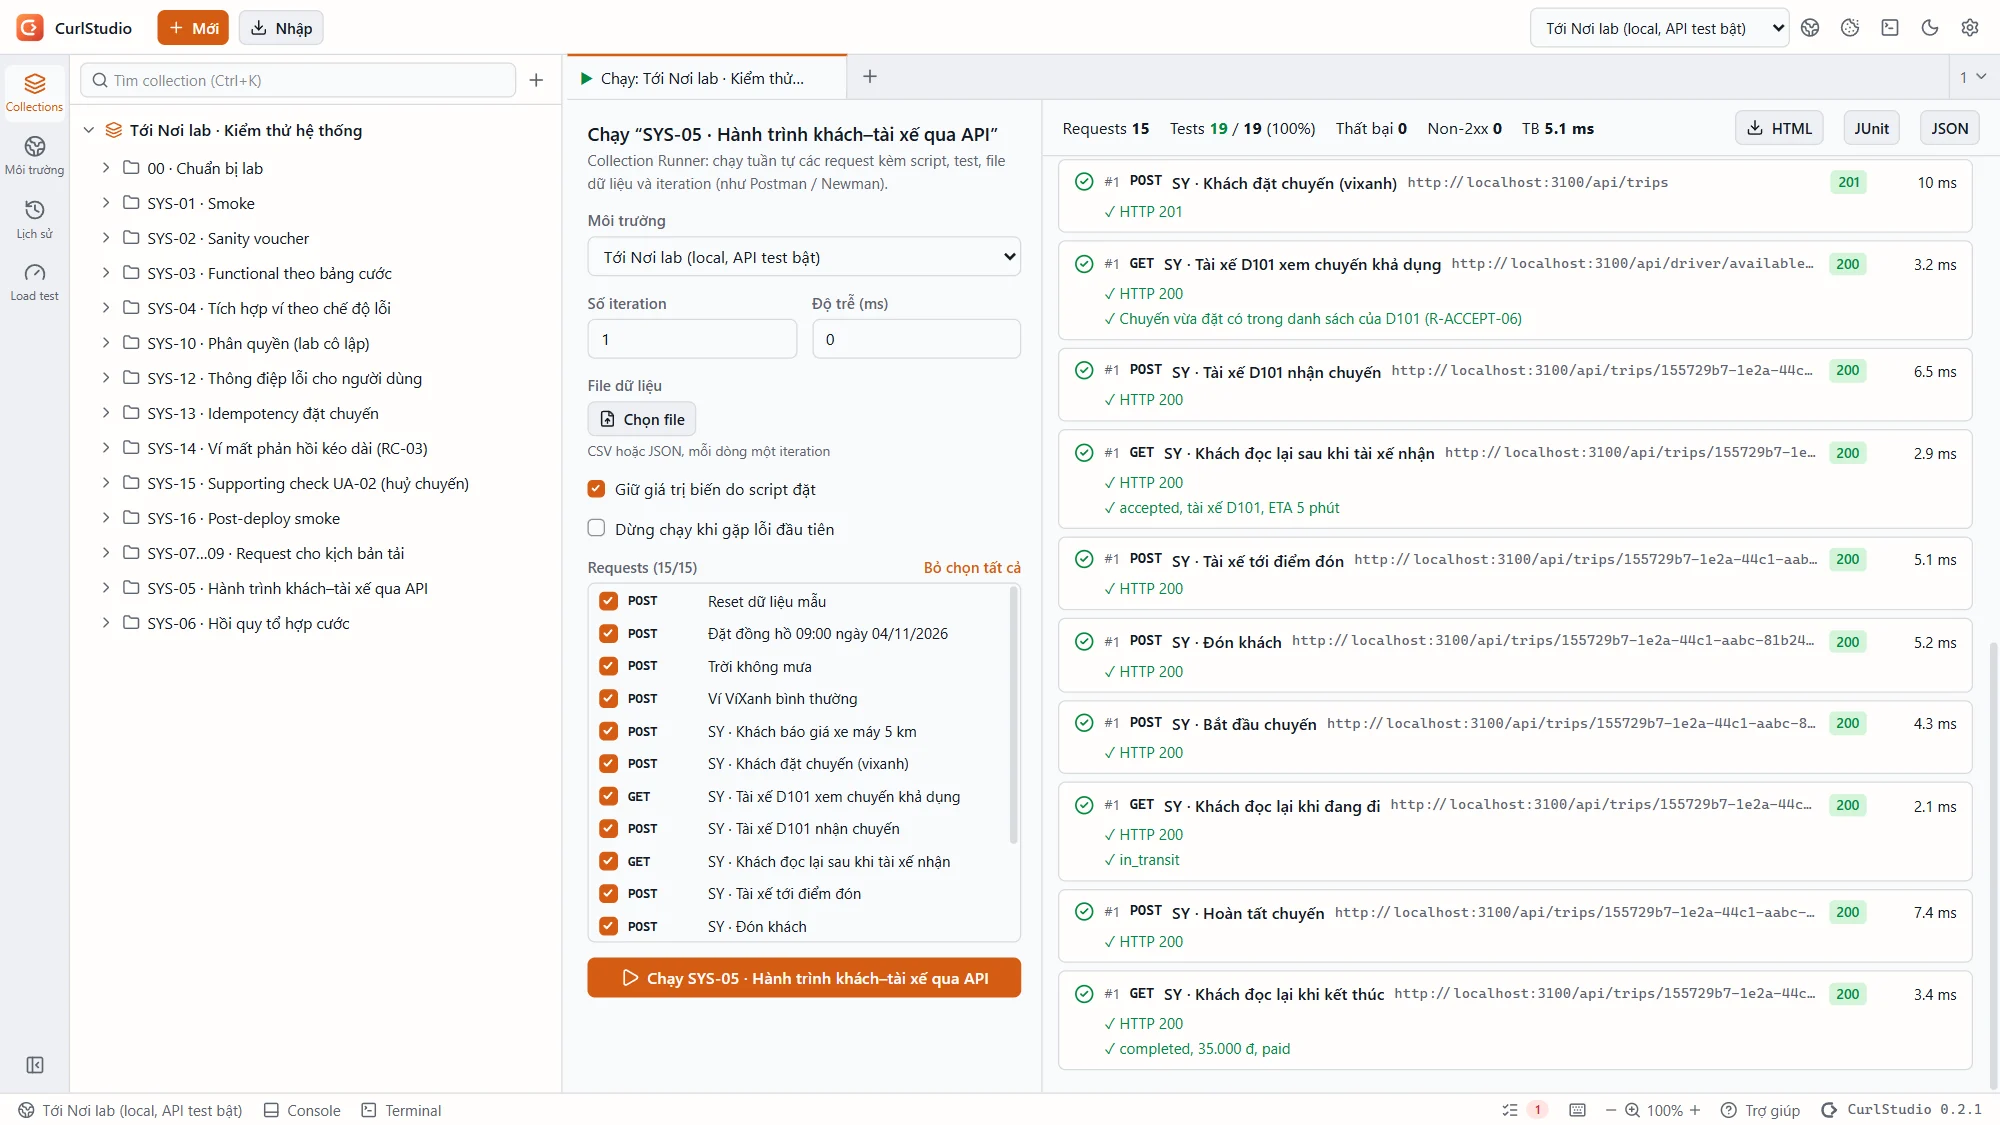 CurlStudio
Mới
Nhập
Tới Nơi lab (local, API test bật)
Collections
Môi trường
Lịch sử
Load test
Tìm collection (Ctrl+K)
Tới Nơi lab · Kiểm thử hệ thống
00 · Chuẩn bị lab
SYS-01 · Smoke
SYS-02 · Sanity voucher
SYS-03 · Functional theo bảng cước
SYS-04 · Tích hợp ví theo chế độ lỗi
SYS-10 · Phân quyền (lab cô lập)
SYS-12 · Thông điệp lỗi cho người dùng
SYS-13 · Idempotency đặt chuyến
SYS-14 · Ví mất phản hồi kéo dài (RC-03)
SYS-15 · Supporting check UA-02 (huỷ chuyến)
SYS-16 · Post-deploy smoke
SYS-07…09 · Request cho kịch bản tải
SYS-05 · Hành trình khách–tài xế qua API
SYS-06 · Hồi quy tổ hợp cước
Chạy: Tới Nơi lab · Kiểm thử...
1
Chạy “SYS-05 · Hành trình khách–tài xế qua API”
Collection Runner: chạy tuần tự các request kèm script, test, file
dữ liệu và iteration (như Postman / Newman).
Môi trường
Tới Nơi lab (local, API test bật)
Số iteration
Độ trễ (ms)
1
0
File dữ liệu
Chọn file
CSV hoặc JSON, mỗi dòng một iteration
Giữ giá trị biến do script đặt
Dừng chạy khi gặp lỗi đầu tiên
Requests (15/15)
Bỏ chọn tất cả
POST Reset dữ liệu mẫu
POST Đặt đồng hồ 09:00 ngày 04/11/2026
POST Trời không mưa
POST Ví ViXanh bình thường
POST SY · Khách báo giá xe máy 5 km
POST SY · Khách đặt chuyến (vixanh)
GET SY · Tài xế D101 xem chuyến khả dụng
POST SY · Tài xế D101 nhận chuyến
GET SY · Khách đọc lại sau khi tài xế nhận
POST SY · Tài xế tới điểm đón
POST SY · Đón khách
Chạy SYS-05 · Hành trình khách–tài xế qua API
Requests 15 Tests 19 / 19 (100%) Thất bại 0 Non-2xx 0 TB 5.1 ms
HTML
JUnit
JSON
#1 POST SY · Khách đặt chuyến (vixanh) http://localhost:3100/api/trips 201 10 ms
✓ HTTP 201
#1 GET SY · Tài xế D101 xem chuyến khả dụng http://localhost:3100/api/driver/available… 200 3.2 ms
✓ HTTP 200
✓ Chuyến vừa đặt có trong danh sách của D101 (R-ACCEPT-06)
#1 POST SY · Tài xế D101 nhận chuyến http://localhost:3100/api/trips/155729b7-1e2a-44c… 200 6.5 ms
✓ HTTP 200
#1 GET SY · Khách đọc lại sau khi tài xế nhận http://localhost:3100/api/trips/155729b7-1e… 200 2.9 ms
✓ HTTP 200
✓ accepted, tài xế D101, ETA 5 phút
#1 POST SY · Tài xế tới điểm đón http://localhost:3100/api/trips/155729b7-1e2a-44c1-aab… 200 5.1 ms
✓ HTTP 200
#1 POST SY · Đón khách http://localhost:3100/api/trips/155729b7-1e2a-44c1-aabc-81b24… 200 5.2 ms
✓ HTTP 200
#1 POST SY · Bắt đầu chuyến http://localhost:3100/api/trips/155729b7-1e2a-44c1-aabc-8… 200 4.3 ms
✓ HTTP 200
#1 GET SY · Khách đọc lại khi đang đi http://localhost:3100/api/trips/155729b7-1e2a-44c… 200 2.1 ms
✓ HTTP 200
✓ in_transit
#1 POST SY · Hoàn tất chuyến http://localhost:3100/api/trips/155729b7-1e2a-44c1-aabc-… 200 7.4 ms
✓ HTTP 200
#1 GET SY · Khách đọc lại khi kết thúc http://localhost:3100/api/trips/155729b7-1e2a-44c… 200 3.4 ms
✓ HTTP 200
✓ completed, 35.000 đ, paid
Tới Nơi lab (local, API test bật)
Console
Terminal
1
100%
Trợ giúp
CurlStudio 0.2.1